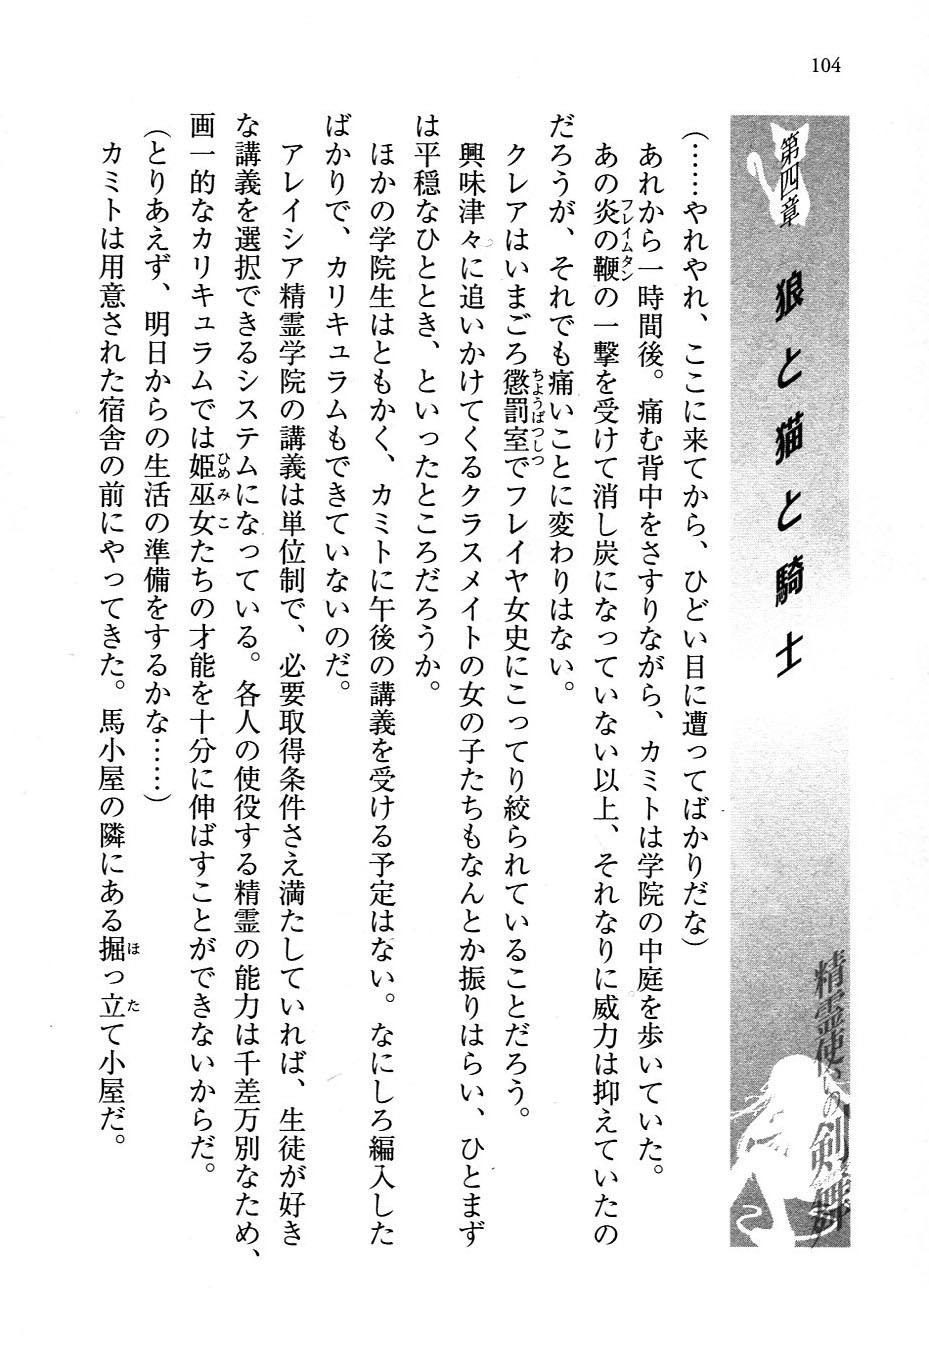 104
第四章
狼と猫と騎士
精霊使いの剣舞
(……やれやれ、ここに来てから、ひどい目に遭ってばかりだな)
あれから一時間後。痛む背中をさすりながら、カミトは学院の中庭を歩いていた。
あの炎の鞭の一撃を受けて消し炭になっていない以上、それなりに威力は抑えていたの
フレイムタン
だろうが、それでも痛いことに変わりはない。
クレアはいまごろ懲罰室でフレイヤ女史にこってり絞られていることだろう。
ちょうばつしつ
興味津々に追いかけてくるクラスメイトの女の子たちもなんとか振りはらい、ひとまず
は平穏なひととき、といったところだろうか。
ほかの学院生はともかく、カミトに午後の講義を受ける予定はない。なにしろ編入した
ばかりで、カリキュラムもできていないのだ。
アレイシア精霊学院の講義は単位制で、必要取得条件さえ満たしていれば、生徒が好き
な講義を選択できるシステムになっている。各人の使役する精霊の能力は千差万別なため、
画一的なカリキュラムでは姫巫女たちの才能を十分に伸ばすことができないからだ。
ひめみこ
(とりあえず、明日からの生活の準備をするかな……)
カミトは用意された宿舎の前にやってきた。馬小屋の隣にある掘っ立て小屋だ。
ほ
た